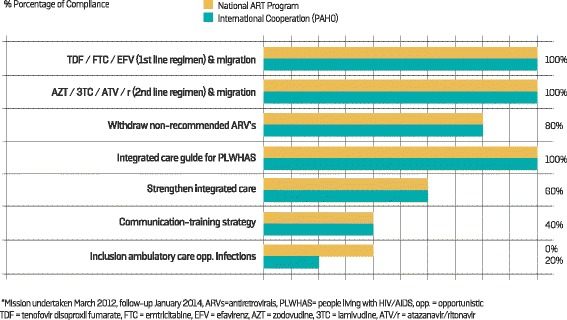 % Percentage of Compliance
National ART Program
International Cooperation (PAHO)
TDF / FTC / EFV (1st line regimen) & migration
100%
AZT / 3TC / ATV / r (2nd line regimen) & migration
100%
Withdraw non-recommended ARV's
80%
Integrated care guide for PLWHAS
100%
Strengthen integrated care
60%
Communication-training strategy
40%
Inclusion ambulatory care opp. Infections
0%
20%
*Mission undertaken March 2012, follow-up January 2014, ARVs=antiretrovirals, PLWHAS= people living with HIV/AIDS, opp. = opportunistic
TDF = tenofovir disoproxil fumarate, FTC = emtricitabine, EFV = efavirenz, AZT = zodovudine, 3TC = lamivudine, ATV/r = atazanavir/ritonavir